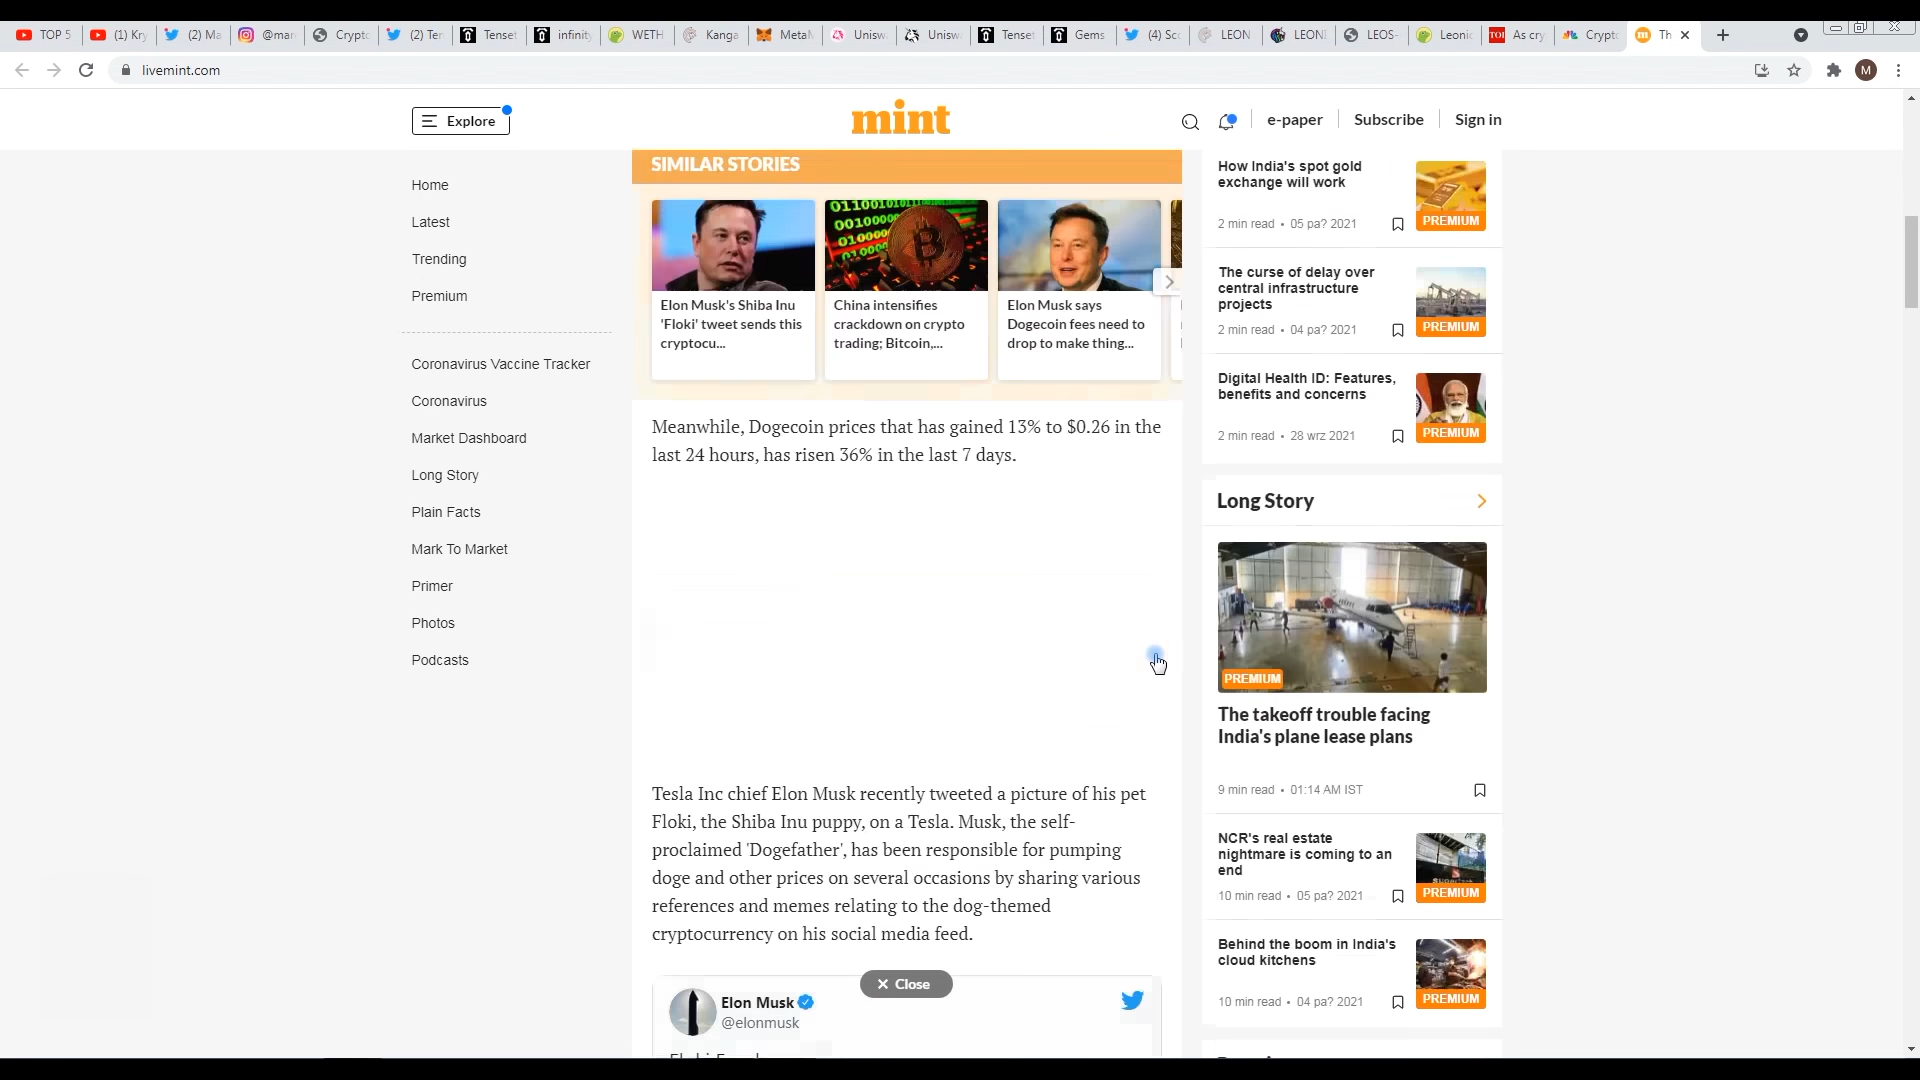 TOP 5
(1) Kry
(2) Ma
@mar
Crypto
(2) Ten
Tenset
infinity
WETH
Kanga
MetaM
Unisw
Unisw
Tenset
Gems
(4) Sc
LEON
LEONI
LEOS-
Leonic
TOI
As cry
Crypto
Th
livemint.com
M
Explore
mint
e-paper
Subscribe
Sign in
Home
Latest
Trending
Premium
Coronavirus Vaccine Tracker
Coronavirus
Market Dashboard
Long Story
Plain Facts
Mark To Market
Primer
Photos
Podcasts
SIMILAR STORIES
Elon Musk's Shiba Inu
'Floki' tweet sends this
cryptocu...
China intensifies
crackdown on crypto
trading; Bitcoin,...
Elon Musk says
Dogecoin fees need to
drop to make thing...
Meanwhile, Dogecoin prices that has gained 13% to $0.26 in the
last 24 hours, has risen 36% in the last 7 days.
Tesla Inc chief Elon Musk recently tweeted a picture of his pet
Floki, the Shiba Inu puppy, on a Tesla. Musk, the self-
proclaimed 'Dogefather', has been responsible for pumping
doge and other prices on several occasions by sharing various
references and memes relating to the dog-themed
cryptocurrency on his social media feed.
Close
Elon Musk
@elonmusk
How India's spot gold
exchange will work
2 min read • 05 pa? 2021
PREMIUM
The curse of delay over
central infrastructure
projects
2 min read • 04 pa? 2021
PREMIUM
Digital Health ID: Features,
benefits and concerns
2 min read • 28 wrz 2021
PREMIUM
Long Story
PREMIUM
The takeoff trouble facing
India's plane lease plans
9 min read • 01:14 AM IST
NCR's real estate
nightmare is coming to an
end
10 min read • 05 pa? 2021
PREMIUM
Behind the boom in India's
cloud kitchens
10 min read • 04 pa? 2021
PREMIUM